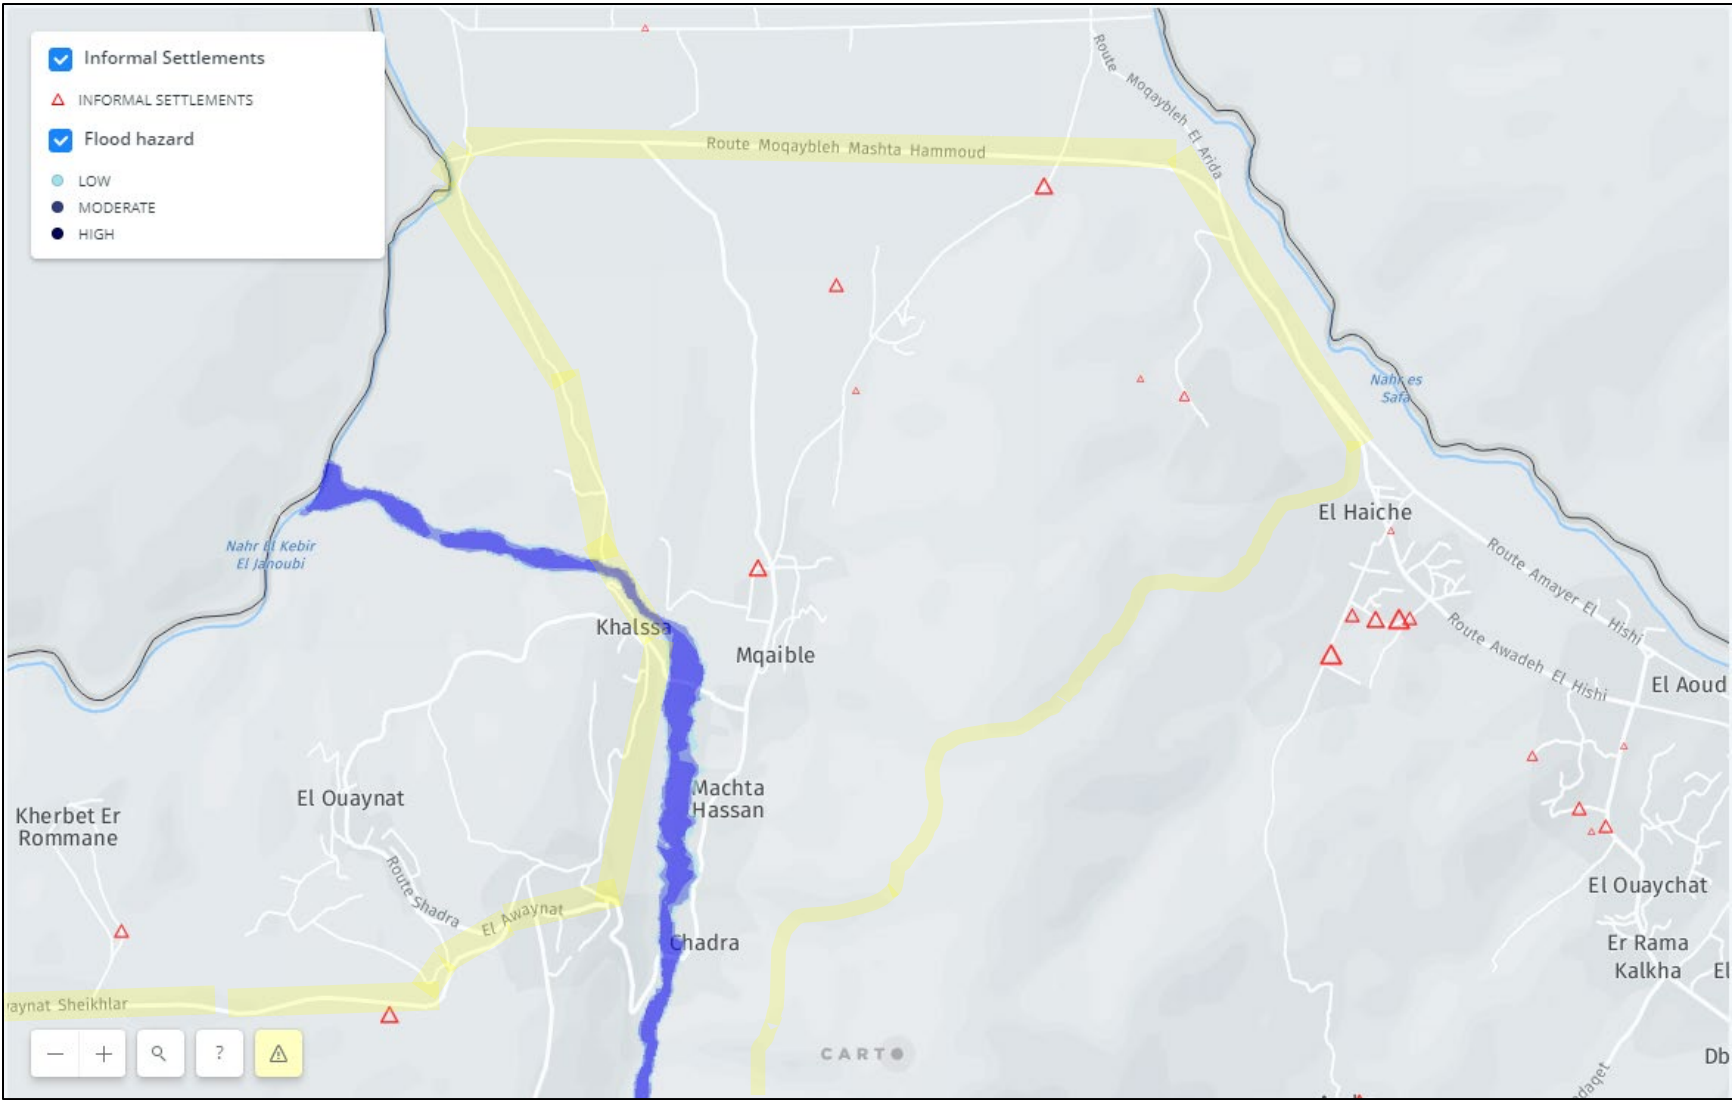 Informal Settlements
INFORMAL SETTLEMENTS
Flood hazard
LOW
MODERATE
HIGH
Route Moqaybleh El Arida
Route Moqaybleh Mashta Hammoud
Nahr es
Safa
El Haiche
Nahr El Kebir
El Janoubi
Route Amayer El Hishi
Khalssa
Mqaible
Route Awadeh El Hishi
El Aoud
Machta
Hassan
El Ouaynat
Kherbet Er
Rommane
Route Shadra
El Awaynat
El Ouaychat
Chadra
Er Rama
Kalkha
El
aynat Sheikhlar
CARTO
?
Db
daqet